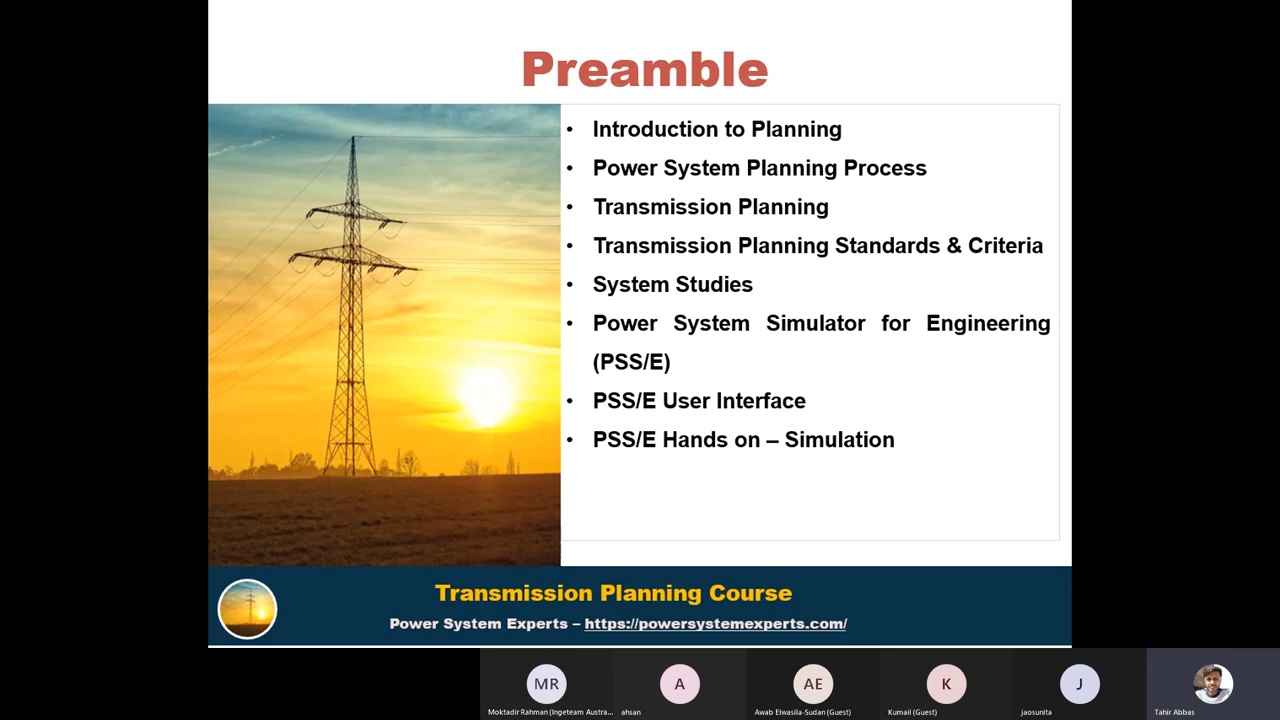 Preamble
• Introduction to Planning
• Power System Planning Process
• Transmission Planning
• Transmission Planning Standards & Criteria
• System Studies
• Power System Simulator for Engineering
(PSS/E)
• PSS/E User Interface
• PSS/E Hands on – Simulation
Transmission Planning Course
Power System Experts – https://powersystemexperts.com/
MR
A
AE
K
J
Moktadir Rahman (Ingeteam Austra...
ahsan
Awab Elwasila-Sudan (Guest)
Kumail (Guest)
jaosunita
Tahir Abbas